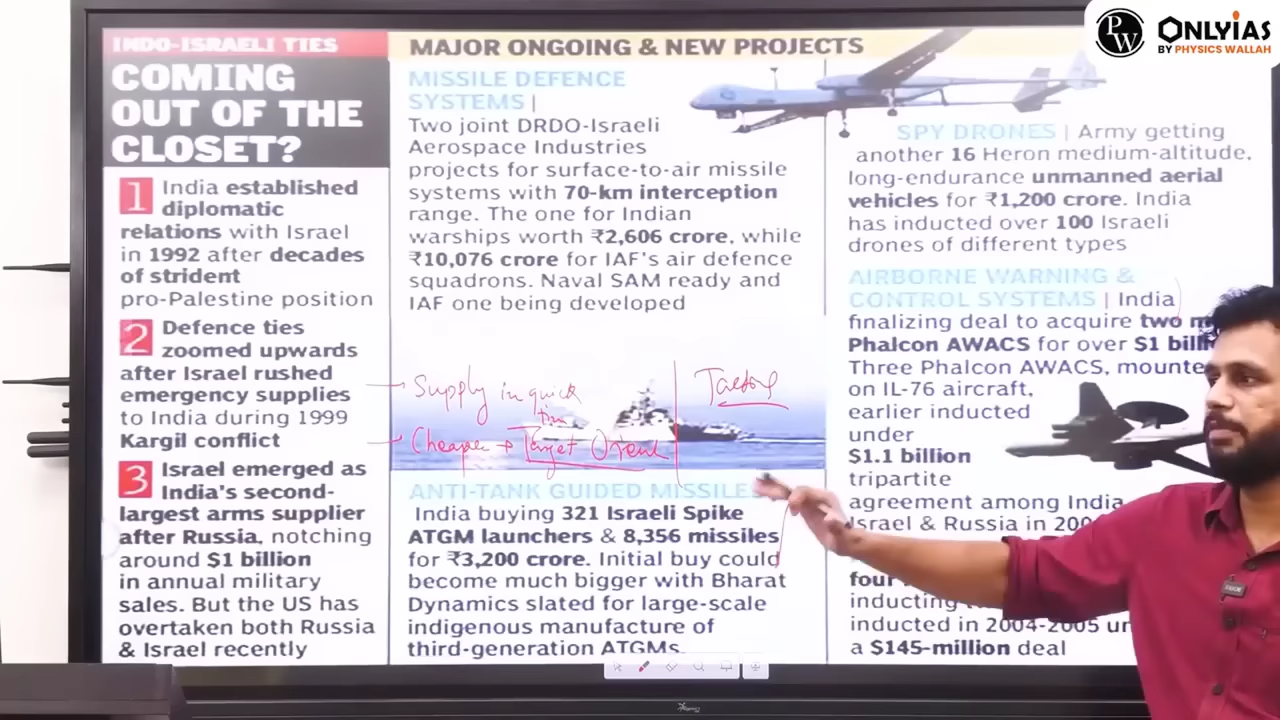 PW
ONLYIAS
BY PHYSICS WALLAH
INDO-ISRAELI TIES
COMING
OUT OF THE
CLOSET?
1 India established
diplomatic
relations with Israel
in 1992 after decades
of strident
pro-Palestine position
2 Defence ties
zoomed upwards
after Israel rushed
emergency supplies
to India during 1999
Kargil conflict
3 Israel emerged as
India's second-
largest arms supplier
after Russia, notching
around $1 billion
in annual military
sales. But the US has
overtaken both Russia
& Israel recently
MAJOR ONGOING & NEW PROJECTS
MISSILE DEFENCE
SYSTEMS |
Two joint DRDO-Israeli
Aerospace Industries
projects for surface-to-air missile
systems with 70-km interception
range. The one for Indian
warships worth ₹2,606 crore, while
₹10,076 crore for IAF's air defence
squadrons. Naval SAM ready and
IAF one being developed
Supply in quick
time
Cheaper → Target Orient
ANTI-TANK GUIDED MISSILES
India buying 321 Israeli Spike
ATGM launchers & 8,356 missiles
for ₹3,200 crore. Initial buy could
become much bigger with Bharat
Dynamics slated for large-scale
indigenous manufacture of
third-generation ATGMs.
SPY DRONES | Army getting
another 16 Heron medium-altitude,
long-endurance unmanned aerial
vehicles for ₹1,200 crore. India
has inducted over 100 Israeli
drones of different types
AIRBORNE WARNING &
CONTROL SYSTEMS | India
finalizing deal to acquire two
Phalcon AWACS for over $1
Three Phalcon AWACS,
on IL-76 aircraft,
earlier inducted
under
$1.1 billion
tripartite
agreement among India,
Israel & Russia in
four
inducting
inducted in 2004-2005
a $145-million deal